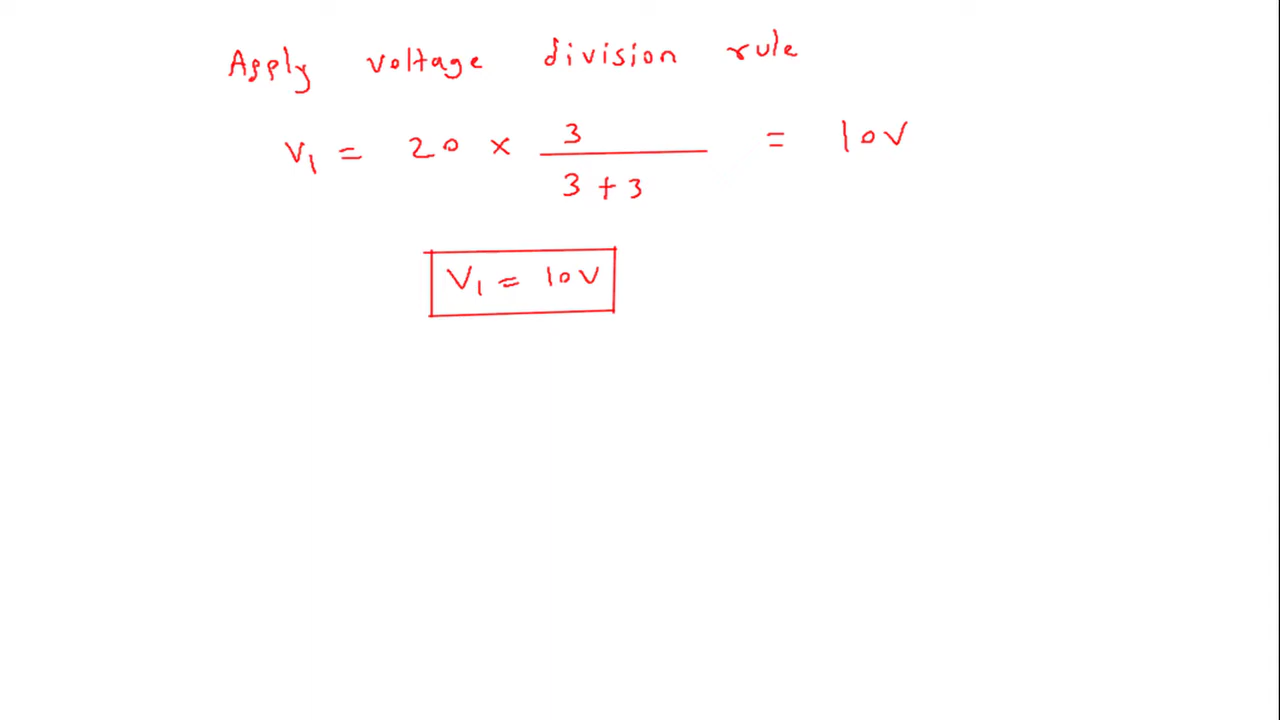 Apply voltage division rule
V₁ = 20 × 3 = 10V
3 + 3
V₁ = 10V